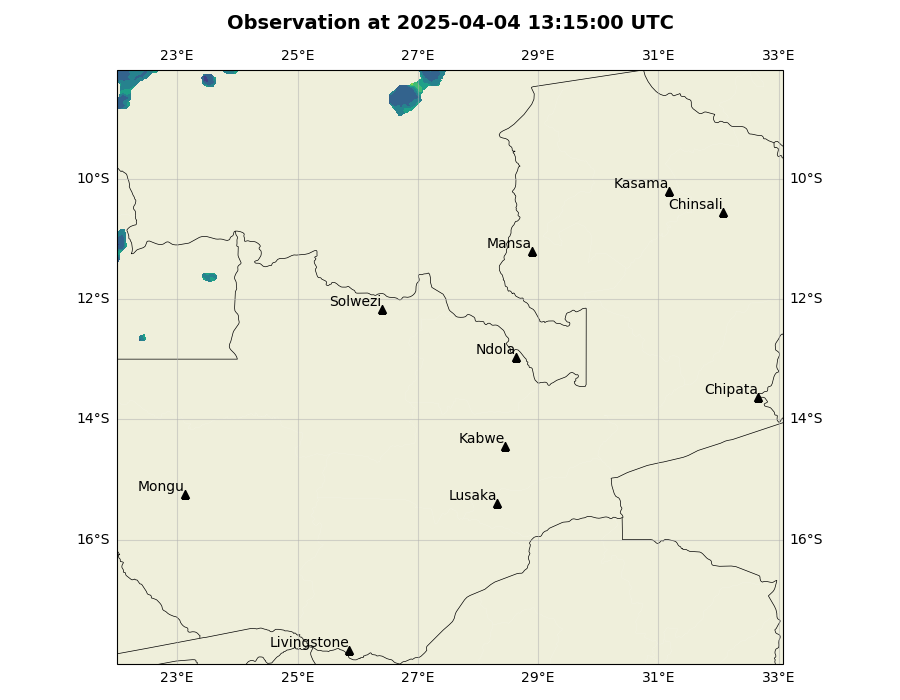 Observation at 2025-04-04 13:15:00 UTC
23°E 25°E 27°E 29°E 31°E 33°E
10°S 10°S
Kasama
Chinsali
Mansa
12°S 12°S
Solwezi
Ndola
Chipata
14°S 14°S
Kabwe
Mongu
Lusaka
16°S 16°S
Livingstone
23°E 25°E 27°E 29°E 31°E 33°E